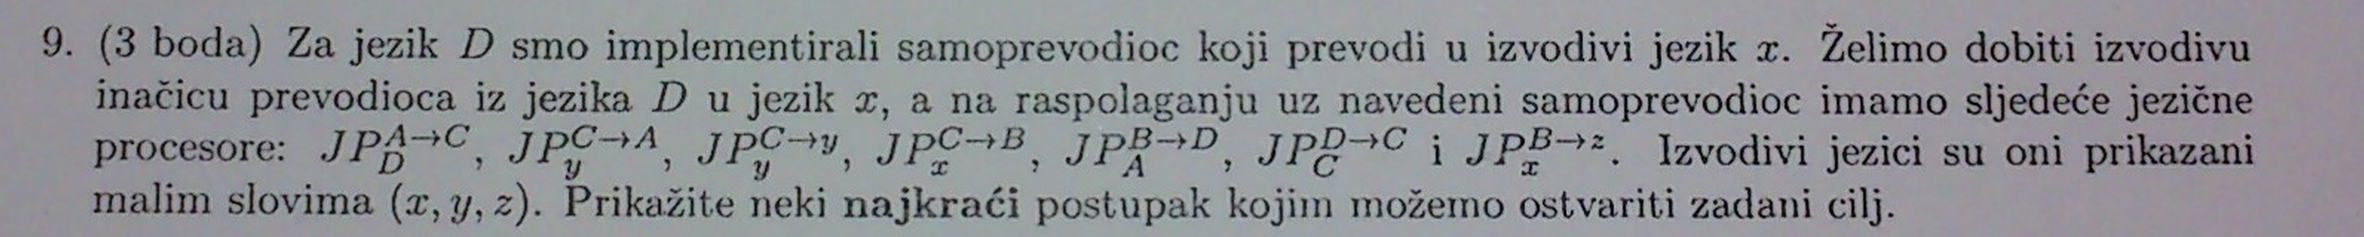 9. (3 boda) Za jezik D smo implementirali samoprevodioc koji prevodi u izvodivi jezik x. Želimo dobiti izvodivu
inačicu prevodioca iz jezika D u jezik x, a na raspolaganju uz navedeni samoprevodioc imamo sljedeće jezične
procesore: $JP_D^{A→C}$, $JP_y^{C→A}$, $JP_y^{C→y}$, $JP_x^{C→B}$, $JP_A^{B→D}$, $JP_C^{D→C}$ i $JP_x^{B→z}$. Izvodivi jezici su oni prikazani
malim slovima (x, y, z). Prikažite neki najkraći postupak kojim možemo ostvariti zadani cilj.